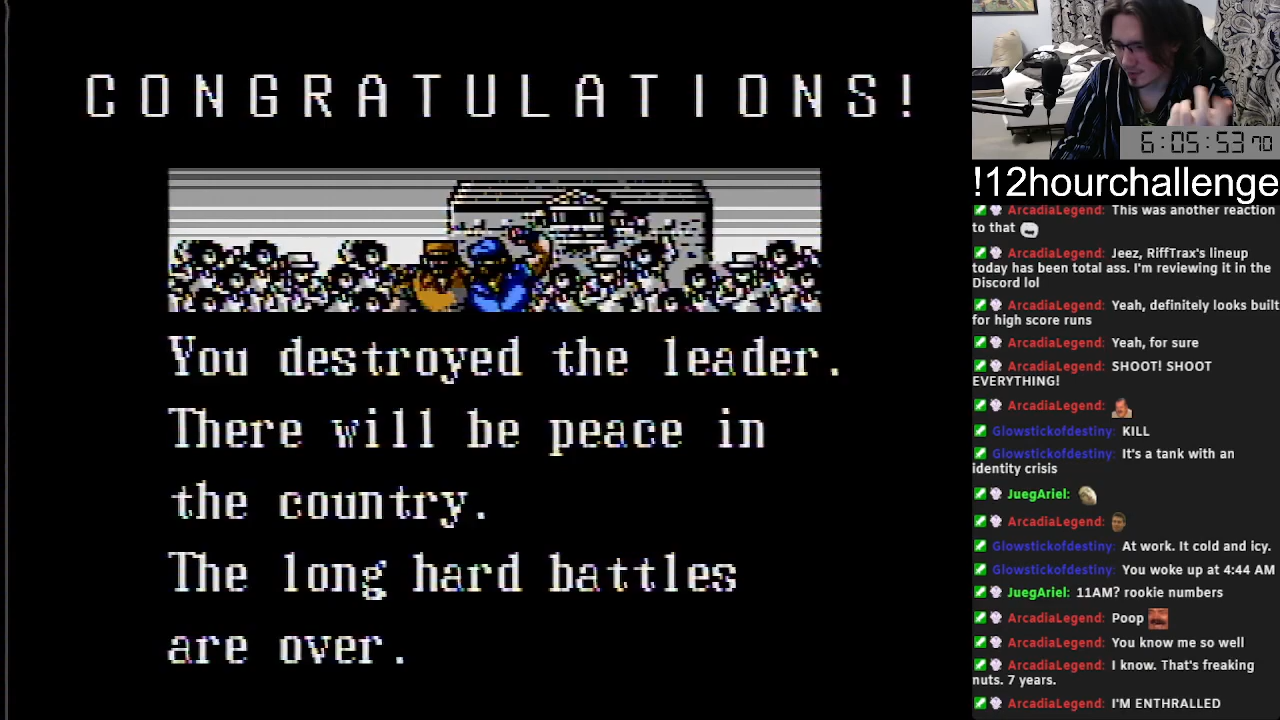 CONGRATULATIONS!
You destroyed the leader.
There will be peace in
the country.
The long hard battles
are over.
6:05:53 70
!12hourchallenge
ArcadiaLegend: This was another reaction
to that
ArcadiaLegend: Jeez, RiffTrax's lineup
today has been total ass. I'm reviewing it in the
Discord lol
ArcadiaLegend: Yeah, definitely looks built
for high score runs
ArcadiaLegend: Yeah, for sure
ArcadiaLegend: SHOOT! SHOOT
EVERYTHING!
ArcadiaLegend:
Glowstickofdestiny: KILL
Glowstickofdestiny: It's a tank with an
identity crisis
JuegAriel:
ArcadiaLegend:
Glowstickofdestiny: At work. It cold and icy.
Glowstickofdestiny: You woke up at 4:44 AM
JuegAriel: 11AM? rookie numbers
ArcadiaLegend: Poop
ArcadiaLegend: You know me so well
ArcadiaLegend: I know. That's freaking
nuts. 7 years.
ArcadiaLegend: I'M ENTHRALLED